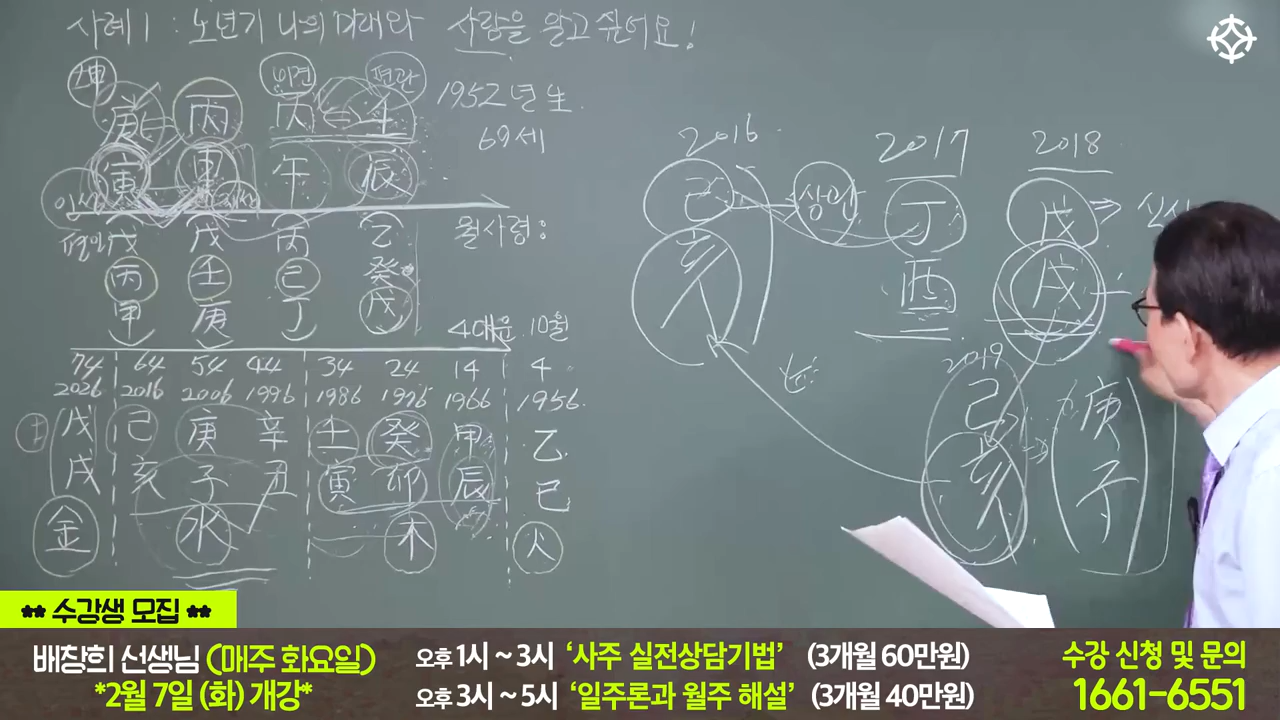 사례 1 : 노년기 나의 미래와 사람을 알고 싶어요!
坤 비견 편관
庚 丙 丙 壬 1952년生.
69세
寅 申 午 辰
편인 戊 戊 丙 乙 월사령:
丙 壬 己 癸
甲 庚 丁 戊
4대운 10월
74 64 54 44 34 24 14 4
2026 2016 2006 1996 1986 1976 1966 1956
土 戊 己 庚 辛 壬 癸 甲 乙
戌 亥 子 丑 寅 卯 辰 巳
金 水 木 火
2016 2017 2018
己 상관 丁 戊
亥 酉 戌
2019
己 庚
亥 子
** 수강생 모집 **
배창희 선생님 (매주 화요일) 오후 1시 ~ 3시 ‘사주 실전상담기법’ (3개월 60만원) 수강 신청 및 문의
*2월 7일 (화) 개강* 오후 3시 ~ 5시 ‘일주론과 월주 해설’ (3개월 40만원) 1661-6551